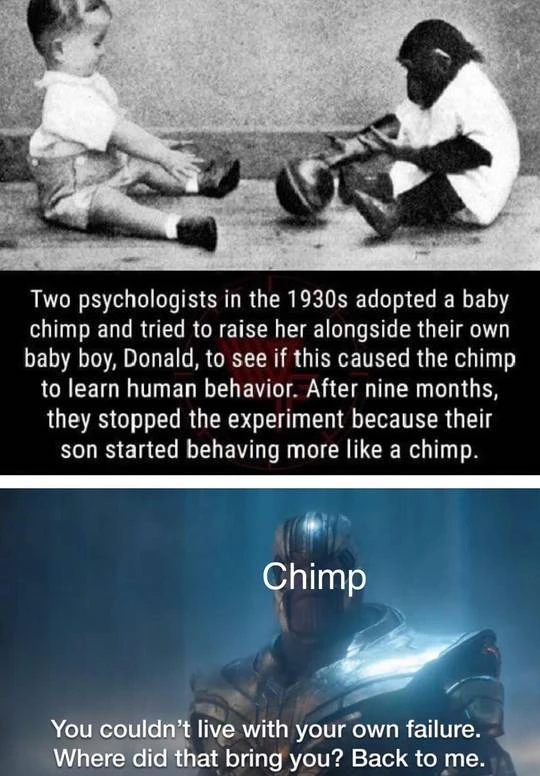 Two psychologists in the 1930s adopted a baby
chimp and tried to raise her alongside their own
baby boy, Donald, to see if this caused the chimp
to learn human behavior. After nine months,
they stopped the experiment because their
son started behaving more like a chimp.
Chimp
You couldn't live with your own failure.
Where did that bring you? Back to me.